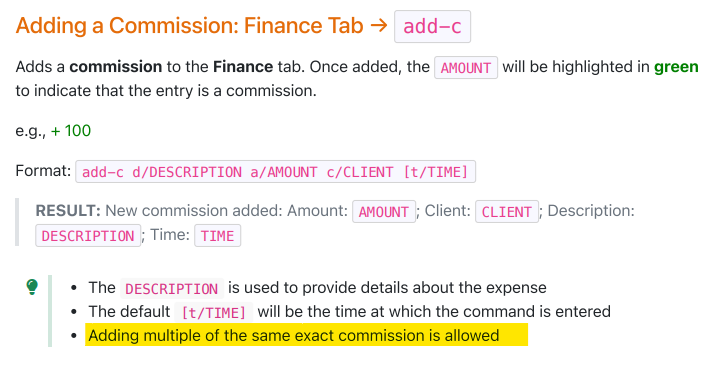 Adding a Commission: Finance Tab → add-c
Adds a commission to the Finance tab. Once added, the AMOUNT will be highlighted in green
to indicate that the entry is a commission.
e.g., + 100
Format: add-c d/DESCRIPTION a/AMOUNT c/CLIENT [t/TIME]
RESULT: New commission added: Amount: AMOUNT; Client: CLIENT; Description:
DESCRIPTION; Time: TIME
• The DESCRIPTION is used to provide details about the expense
• The default [t/TIME] will be the time at which the command is entered
• Adding multiple of the same exact commission is allowed